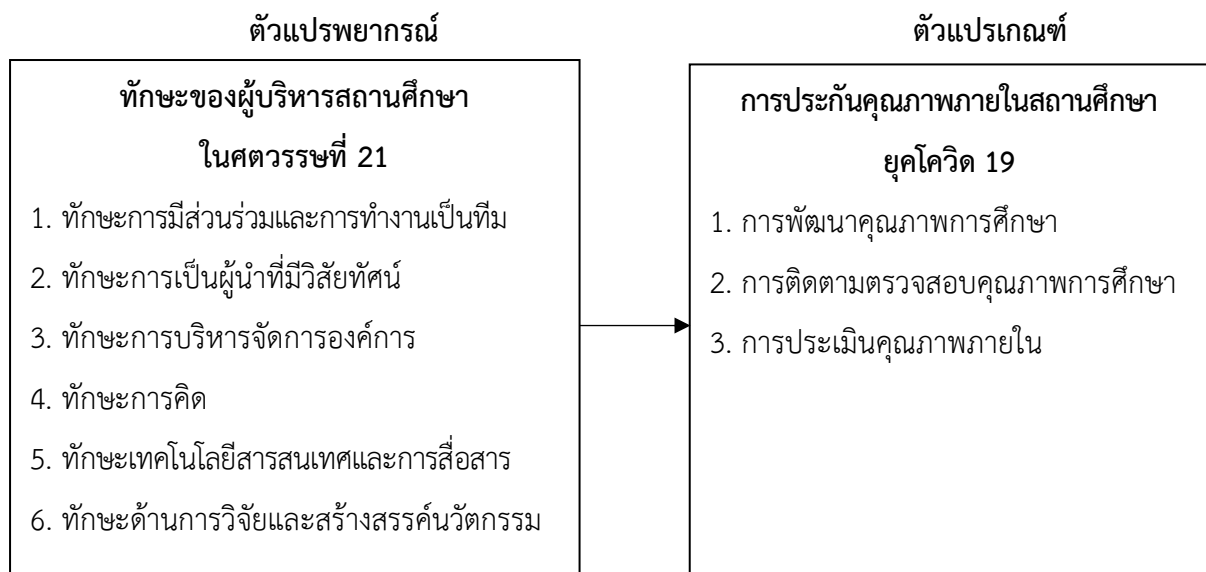 ตัวแปรพยากรณ์
ทักษะของผู้บริหารสถานศึกษา
ในศตวรรษที่ 21
1. ทักษะการมีส่วนร่วมและการทำงานเป็นทีม
2. ทักษะการเป็นผู้นำที่มีวิสัยทัศน์
3. ทักษะการบริหารจัดการองค์การ
4. ทักษะการคิด
5. ทักษะเทคโนโลยีสารสนเทศและการสื่อสาร
6. ทักษะด้านการวิจัยและสร้างสรรค์นวัตกรรม
ตัวแปรเกณฑ์
การประกันคุณภาพภายในสถานศึกษา
ยุคโควิด 19
1. การพัฒนาคุณภาพการศึกษา
2. การติดตามตรวจสอบคุณภาพการศึกษา
3. การประเมินคุณภาพภายใน